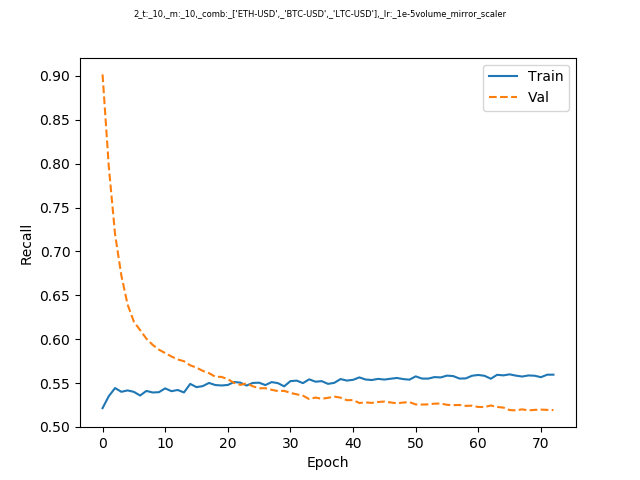 2_t:_10,_m:_10,_comb:_['ETH-USD',_'BTC-USD',_'LTC-USD'],_lr:_1e-5volume_mirror_scaler
Train
Val
0.90
0.85
0.80
0.75
0.70
0.65
0.60
0.55
0.50
Recall
0 10 20 30 40 50 60 70
Epoch